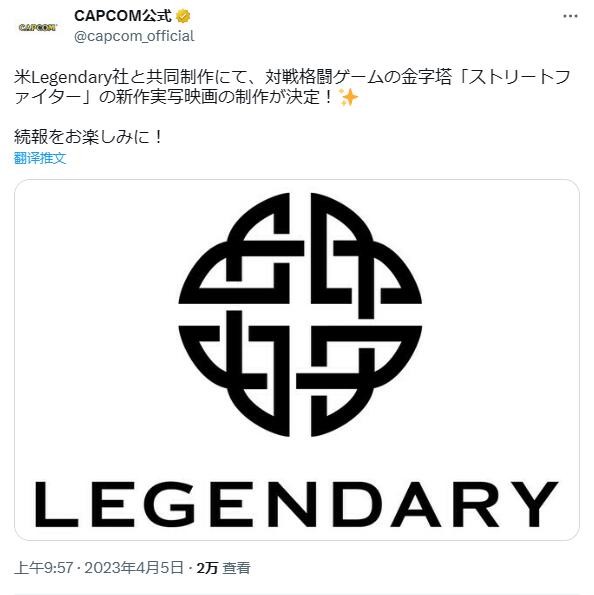 CAPCOM
CAPCOM公式
@capcom_official
米Legendary社と共同制作にて、対戦格闘ゲームの金字塔「ストリートフ
ァイター」の新作実写映画の制作が決定！✨
続報をお楽しみに！
翻译推文
LEGENDARY
上午9:57 · 2023年4月5日 · 2万 查看